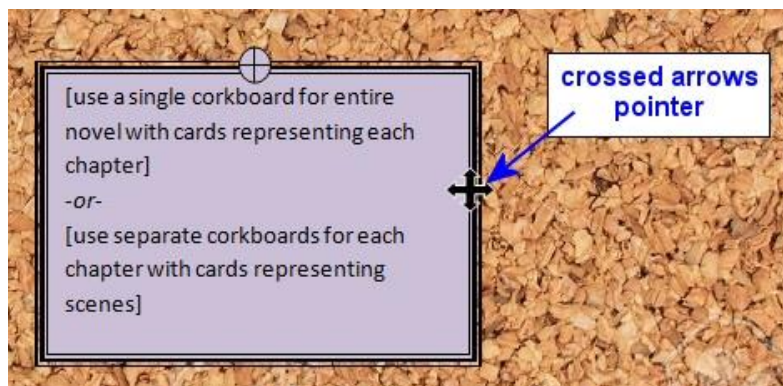 [use a single corkboard for entire
novel with cards representing each
chapter]
-or-
[use separate corkboards for each
chapter with cards representing
scenes]
crossed arrows
pointer